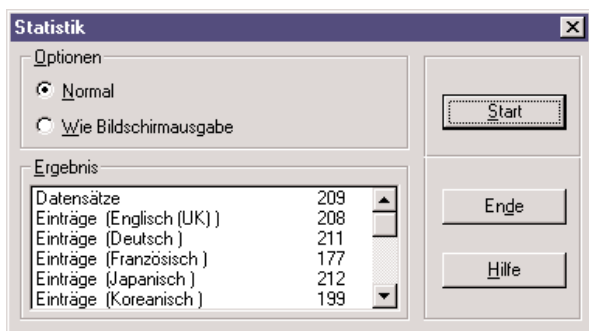 Statistik
Optionen
Normal
Wie Bildschirmausgabe
Start
Ergebnis
Datensätze 209
Einträge (Englisch (UK) ) 208
Einträge (Deutsch ) 211
Einträge (Französisch ) 177
Einträge (Japanisch ) 212
Einträge (Koreanisch ) 199
Ende
Hilfe